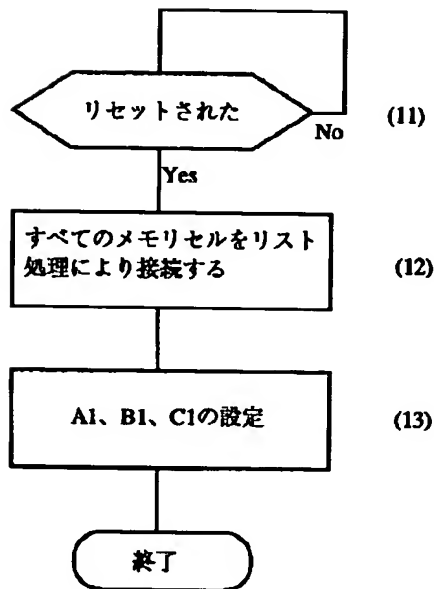 リセットされた
(11)
No
Yes
すべてのメモリセルをリスト
処理により接続する
(12)
A1、B1、C1の設定
(13)
終了